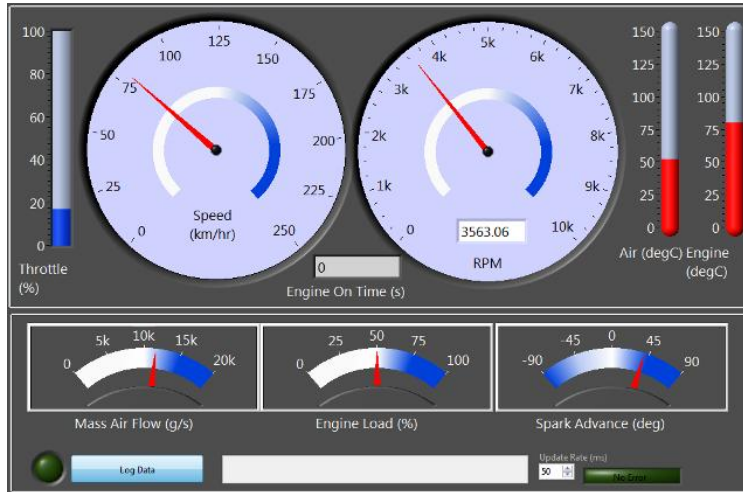 100
80
60
40
20
0
Throttle
(%)
0
25
50
75
100
125
150
175
200
225
250
Speed
(km/hr)
0
1k
2k
3k
4k
5k
6k
7k
8k
9k
10k
3563.06
RPM
0
Engine On Time (s)
150
125
100
75
50
25
0
Air (degC)
150
125
100
75
50
25
0
Engine
(degC)
0
5k
10k
15k
20k
Mass Air Flow (g/s)
0
25
50
75
100
Engine Load (%)
-90
-45
0
45
90
Spark Advance (deg)
Log Data
Update Rate (ms)
50
No Error